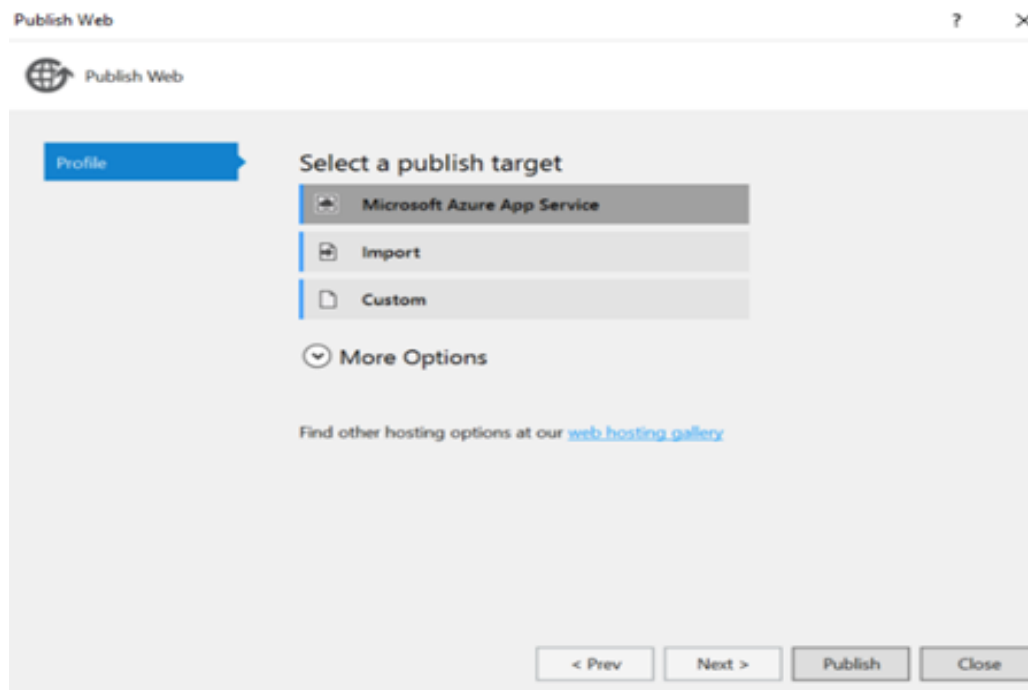 Publish Web
?
Publish Web
Profile
Select a publish target
Microsoft Azure App Service
Import
Custom
More Options
Find other hosting options at our web hosting gallery
< Prev
Next >
Publish
Close